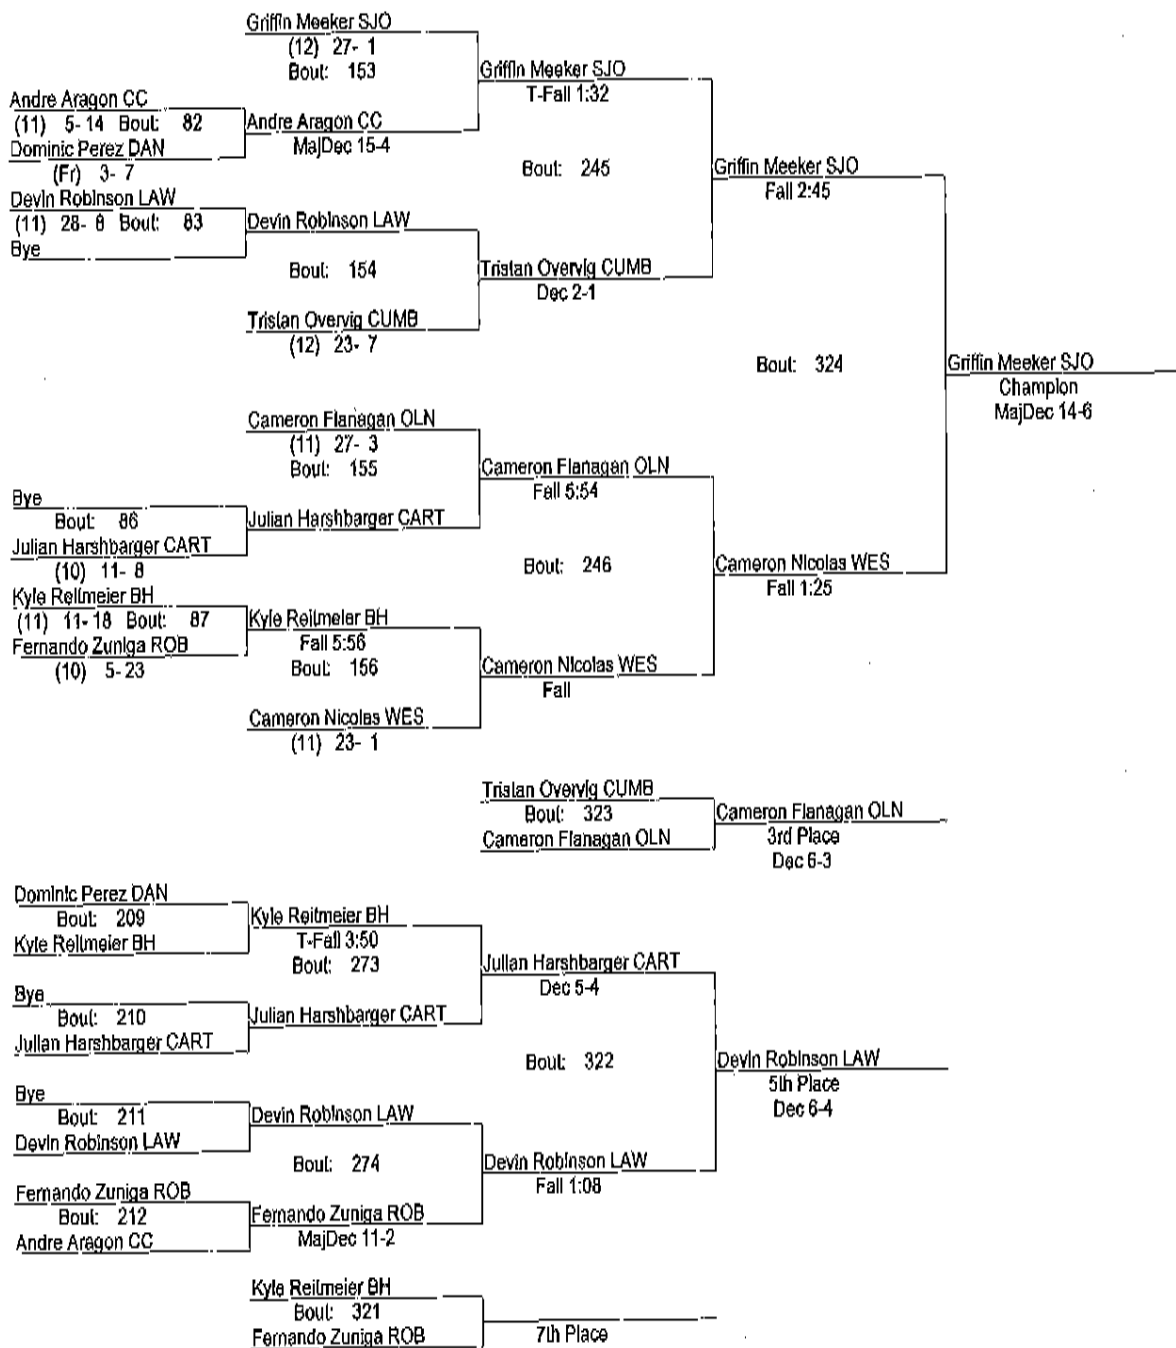 Griffin Meeker SJO
(12) 27- 1
Bout: 153
Griffin Meeker SJO
T-Fall 1:32
Andre Aragon CC
(11) 5-14 Bout: 82
Andre Aragon CC
MajDec 15-4
Dominic Perez DAN
(Fr) 3- 7
Bout: 245
Griffin Meeker SJO
Fall 2:45
Devin Robinson LAW
(11) 28- 8 Bout: 83
Devin Robinson LAW
Bye
Bout: 154
Tristan Overvig CUMB
Dec 2-1
Tristan Overvig CUMB
(12) 23- 7
Bout: 324
Griffin Meeker SJO
Champion
MajDec 14-6
Cameron Flanagan OLN
(11) 27- 3
Bout: 155
Cameron Flanagan OLN
Fall 5:54
Bye
Bout: 86
Julian Harshbarger CART
Julian Harshbarger CART
(10) 11- 8
Bout: 246
Cameron Nicolas WES
Fall 1:25
Kyle Reitmeier BH
(11) 11-18 Bout: 87
Kyle Reitmeier BH
Fall 5:56
Fernando Zuniga ROB
(10) 5-23
Bout: 156
Cameron Nicolas WES
Fall
Cameron Nicolas WES
(11) 23- 1
Tristan Overvig CUMB
Bout: 323
Cameron Flanagan OLN
Cameron Flanagan OLN
3rd Place
Dec 6-3
Dominic Perez DAN
Bout: 209
Kyle Reitmeier BH
Kyle Reitmeier BH
T-Fall 3:50
Bout: 273
Julian Harshbarger CART
Dec 5-4
Bye
Bout: 210
Julian Harshbarger CART
Julian Harshbarger CART
Bout: 322
Devin Robinson LAW
5th Place
Dec 6-4
Bye
Bout: 211
Devin Robinson LAW
Devin Robinson LAW
Bout: 274
Devin Robinson LAW
Fall 1:08
Fernando Zuniga ROB
Bout: 212
Andre Aragon CC
Fernando Zuniga ROB
MajDec 11-2
Kyle Reitmeier BH
Bout: 321
Fernando Zuniga ROB
7th Place